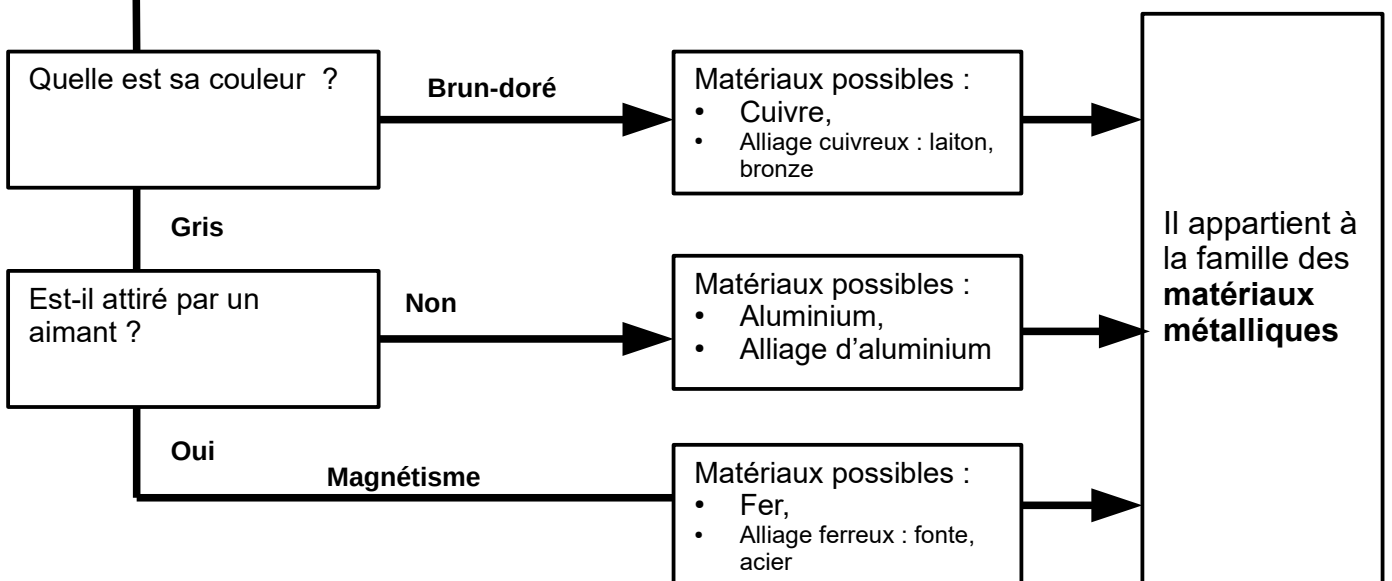 Quelle est sa couleur  ?
Brun-doré
Matériaux possibles :
• Cuivre,
• Alliage cuivreux : laiton,
bronze
Gris
Est-il attiré par un
aimant ?
Non
Matériaux possibles :
• Aluminium,
• Alliage d’aluminium
Oui
Magnétisme
Matériaux possibles :
• Fer,
• Alliage ferreux : fonte,
acier
Il appartient à
la famille des
matériaux
métalliques